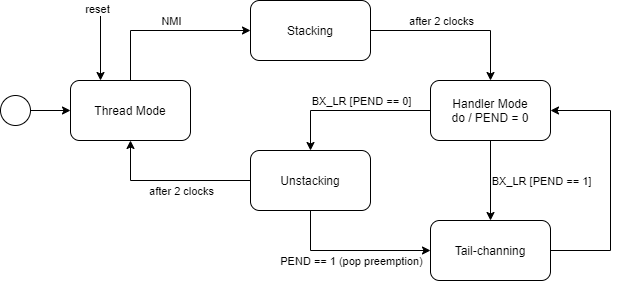 reset
NMI
Stacking
after 2 clocks
Thread Mode
BX_LR [PEND == 0]
Handler Mode
do / PEND = 0
Unstacking
after 2 clocks
BX_LR [PEND == 1]
PEND == 1 (pop preemption)
Tail-channing